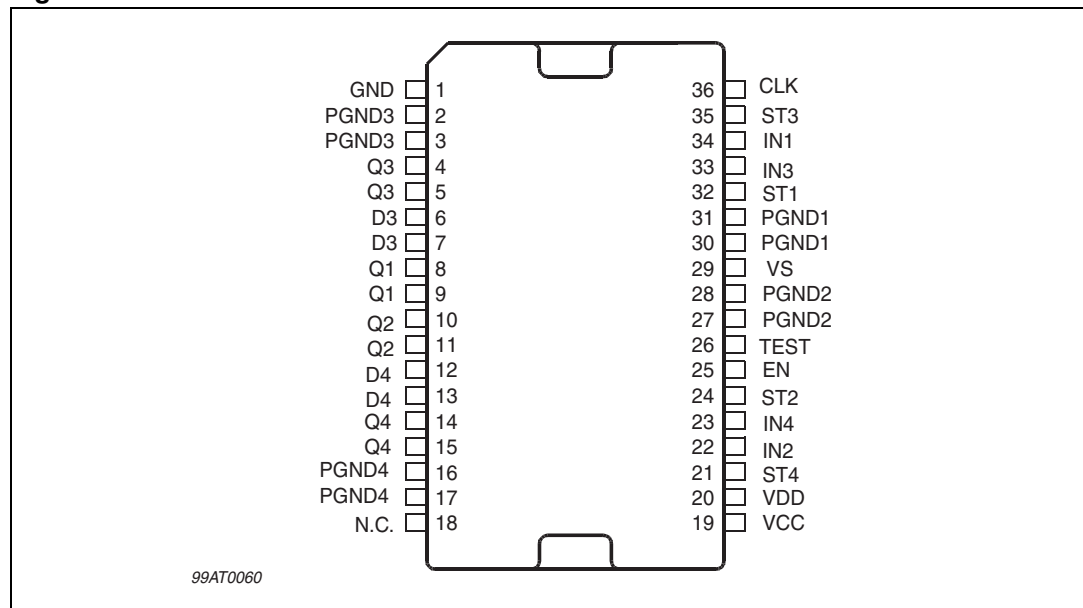 GND 1 36 CLK
PGND3 2 35 ST3
PGND3 3 34 IN1
Q3 4 33 IN3
Q3 5 32 ST1
D3 6 31 PGND1
D3 7 30 PGND1
Q1 8 29 VS
Q1 9 28 PGND2
Q2 10 27 PGND2
Q2 11 26 TEST
D4 12 25 EN
D4 13 24 ST2
Q4 14 23 IN4
Q4 15 22 IN2
PGND4 16 21 ST4
PGND4 17 20 VDD
N.C. 18 19 VCC
99AT0060